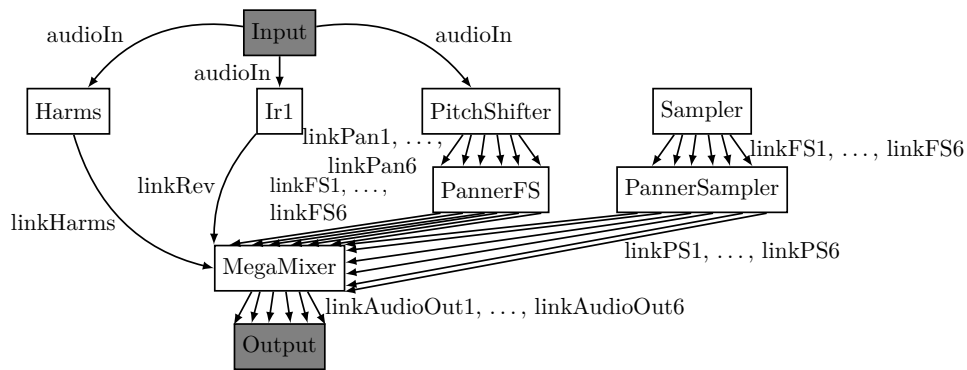 Input
audioIn
audioIn
audioIn
Harms
Ir1
PitchShifter
Sampler
linkPan1, ...,
linkPan6
linkFS1, ..., linkFS6
linkRev
linkFS1, ...,
linkFS6
PannerFS
PannerSampler
linkHarms
linkPS1, ..., linkPS6
MegaMixer
linkAudioOut1, ..., linkAudioOut6
Output